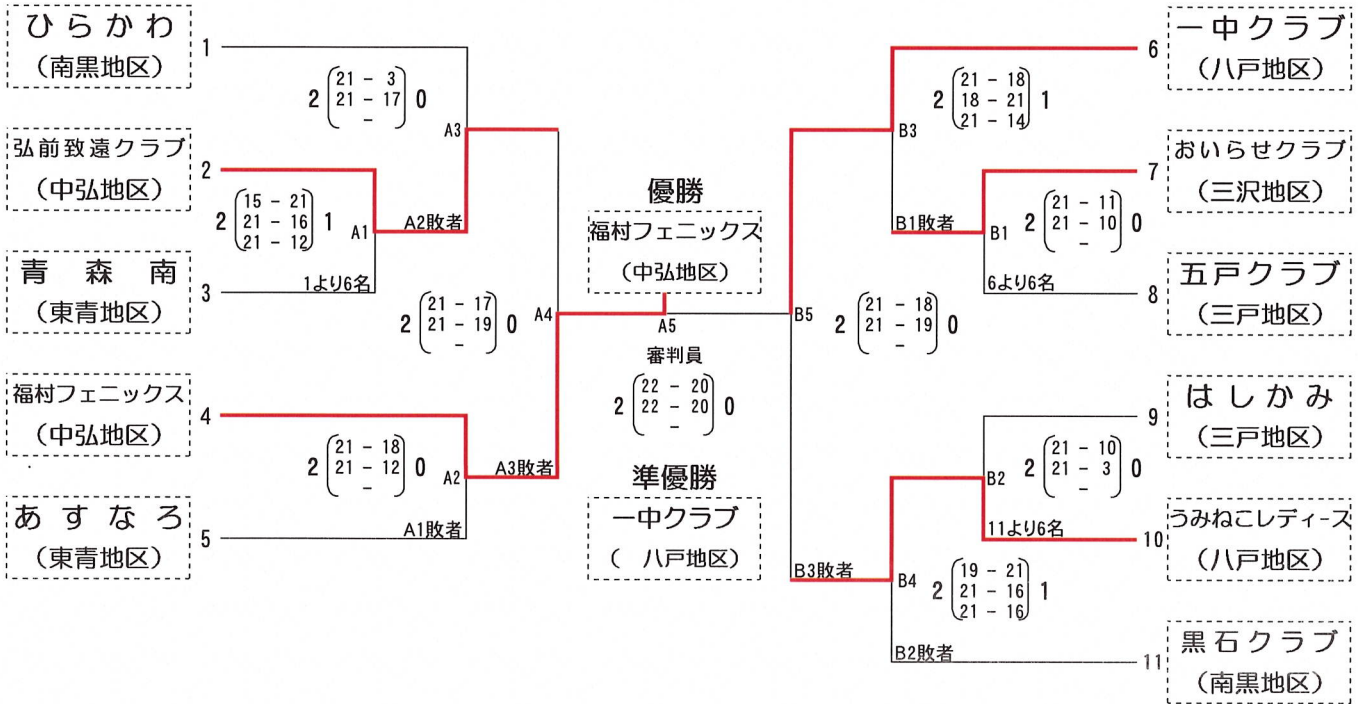 ひらかわ
（南黒地区）
1
弘前致遠クラブ
（中弘地区）
2
青森南
（東青地区）
3
福村フェニックス
（中弘地区）
4
あすなろ
（東青地区）
5
2 21 - 3 0
21 - 17
-
A3
2 15 - 21 1
21 - 16
21 - 12
A1
A2敗者
1より6名
2 21 - 17 0
21 - 19
-
A4
2 21 - 18 0
21 - 12
-
A2
A3敗者
A1敗者
優勝
福村フェニックス
（中弘地区）
A5
審判員
2 22 - 20 0
22 - 20
-
準優勝
一中クラブ
（ 八戸地区）
2 21 - 18 1
18 - 21
21 - 14
B3
B1敗者
B1
2 21 - 11 0
21 - 10
-
6より6名
B5
2 21 - 18 0
21 - 19
-
B2
2 21 - 10 0
21 - 3
-
11より6名
B3敗者
B4
2 19 - 21 1
21 - 16
21 - 16
B2敗者
6
一中クラブ
（八戸地区）
7
おいらせクラブ
（三沢地区）
8
五戸クラブ
（三戸地区）
9
はしかみ
（三戸地区）
10
うみねこレディース
（八戸地区）
11
黒石クラブ
（南黒地区）